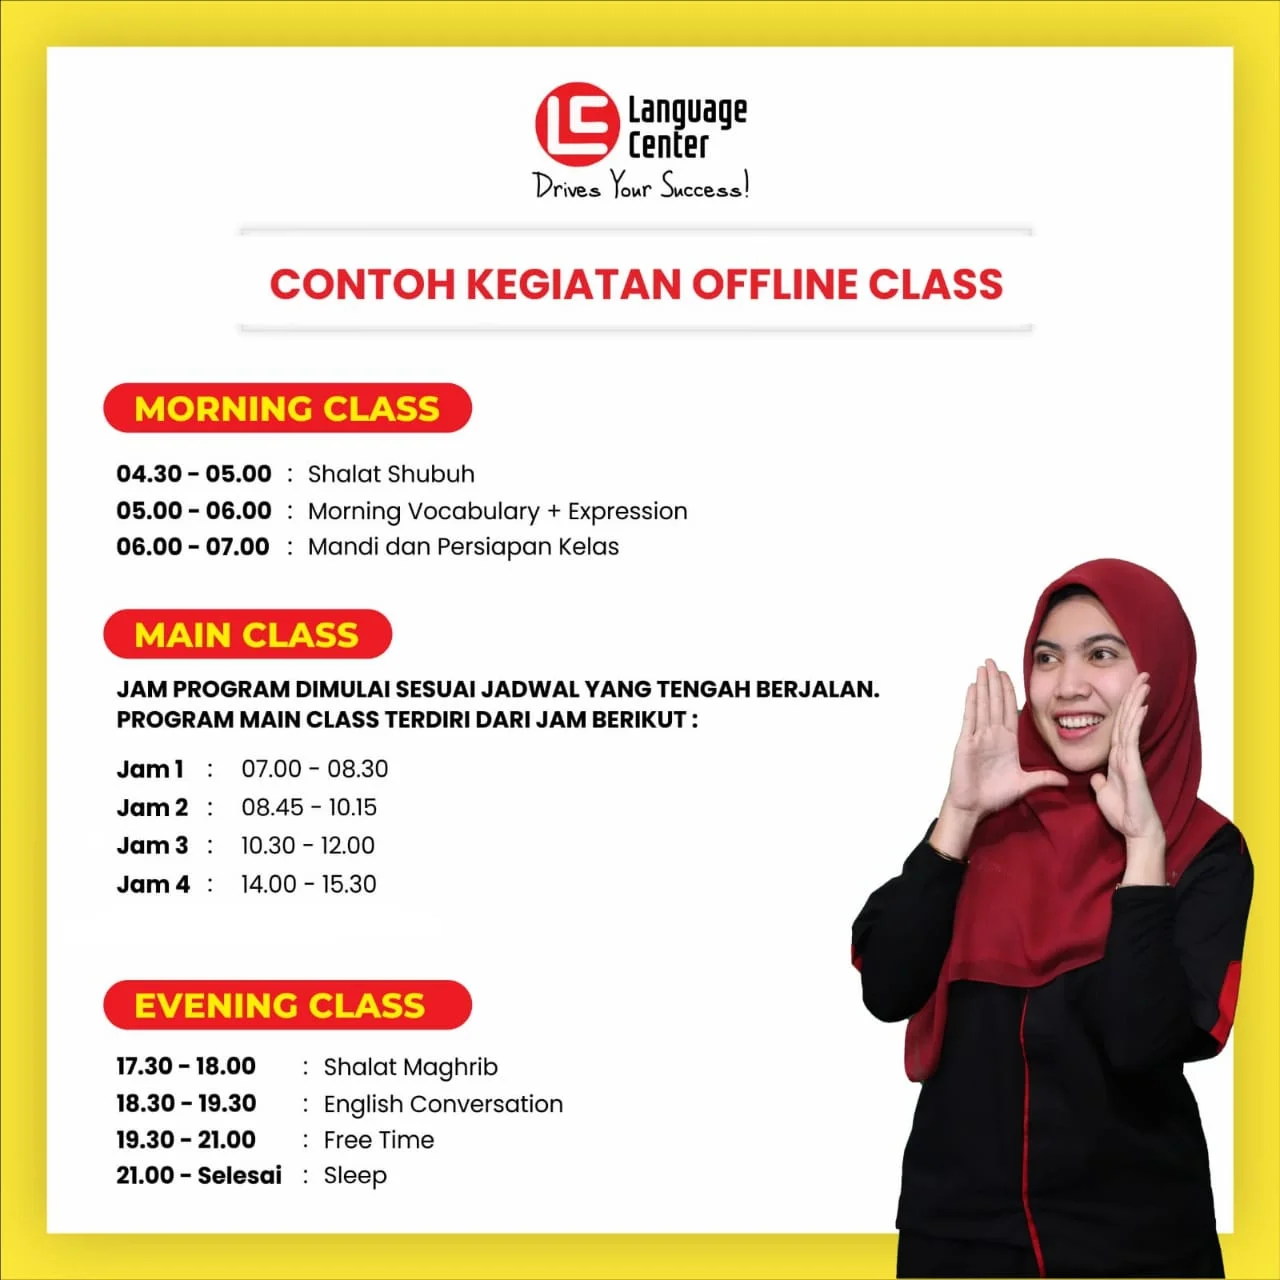 LC Language
Center
Drives Your Success!
CONTOH KEGIATAN OFFLINE CLASS
MORNING CLASS
04.30 - 05.00 : Shalat Shubuh
05.00 - 06.00 : Morning Vocabulary + Expression
06.00 - 07.00 : Mandi dan Persiapan Kelas
MAIN CLASS
JAM PROGRAM DIMULAI SESUAI JADWAL YANG TENGAH BERJALAN.
PROGRAM MAIN CLASS TERDIRI DARI JAM BERIKUT :
Jam 1 : 07.00 - 08.30
Jam 2 : 08.45 - 10.15
Jam 3 : 10.30 - 12.00
Jam 4 : 14.00 - 15.30
EVENING CLASS
17.30 - 18.00 : Shalat Maghrib
18.30 - 19.30 : English Conversation
19.30 - 21.00 : Free Time
21.00 - Selesai : Sleep